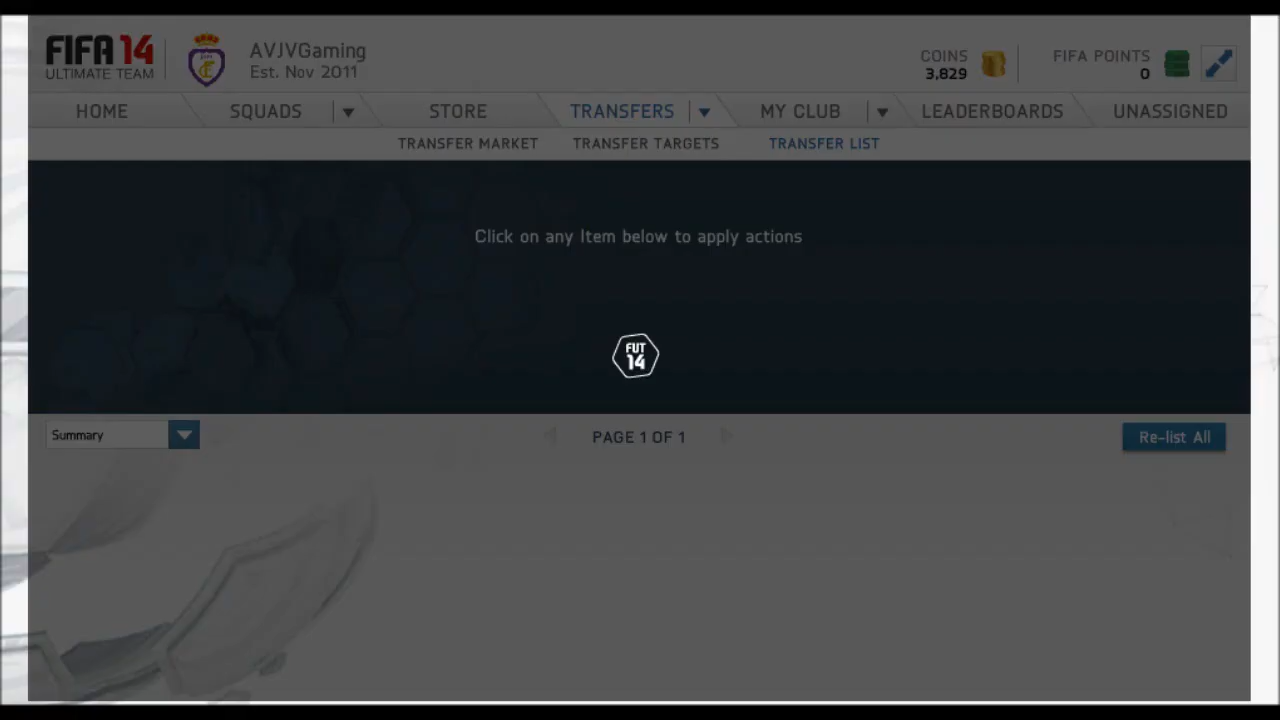 FIFA 14
ULTIMATE TEAM
AVJVGaming
Est. Nov 2011
COINS
3,829
FIFA POINTS
0
HOME
SQUADS
STORE
TRANSFERS
MY CLUB
LEADERBOARDS
UNASSIGNED
TRANSFER MARKET
TRANSFER TARGETS
TRANSFER LIST
Click on any Item below to apply actions
FUT
14
Summary
PAGE 1 OF 1
Re-list All